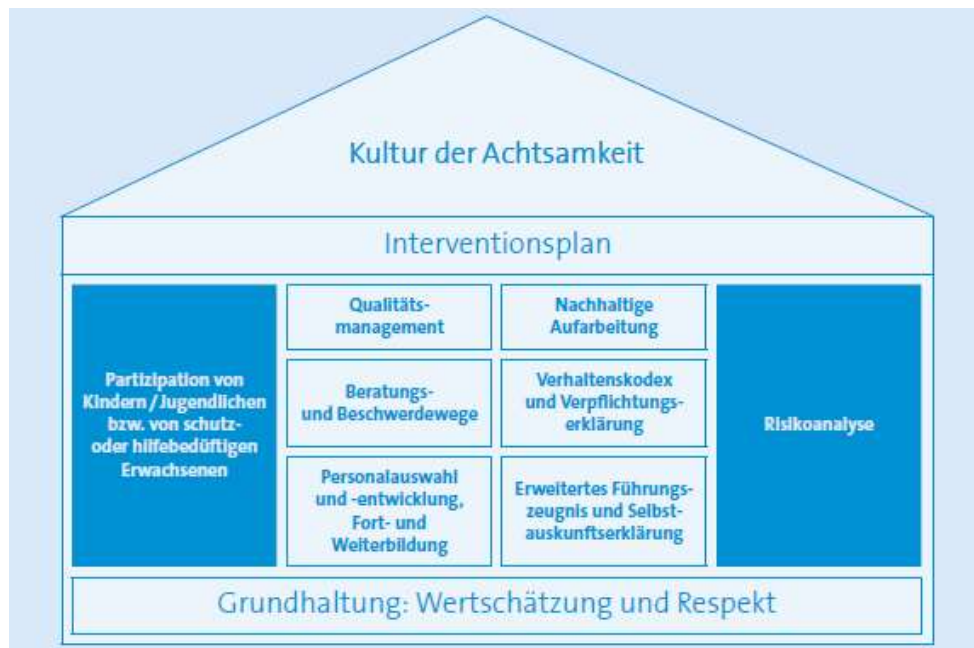 Kultur der Achtsamkeit
Interventionsplan
Partizipation von
Kindern / Jugendlichen
bzw. von schutz-
oder hilfebedüftigen
Erwachsenen
Qualitäts-
management
Nachhaltige
Aufarbeitung
Beratungs-
und Beschwerdewege
Verhaltenskodex
und Verpflichtungs-
erklärung
Personalauswahl
und -entwicklung,
Fort- und
Weiterbildung
Erweitertes Führungs-
zeugnis und Selbst-
auskunftserklärung
Risikoanalyse
Grundhaltung: Wertschätzung und Respekt